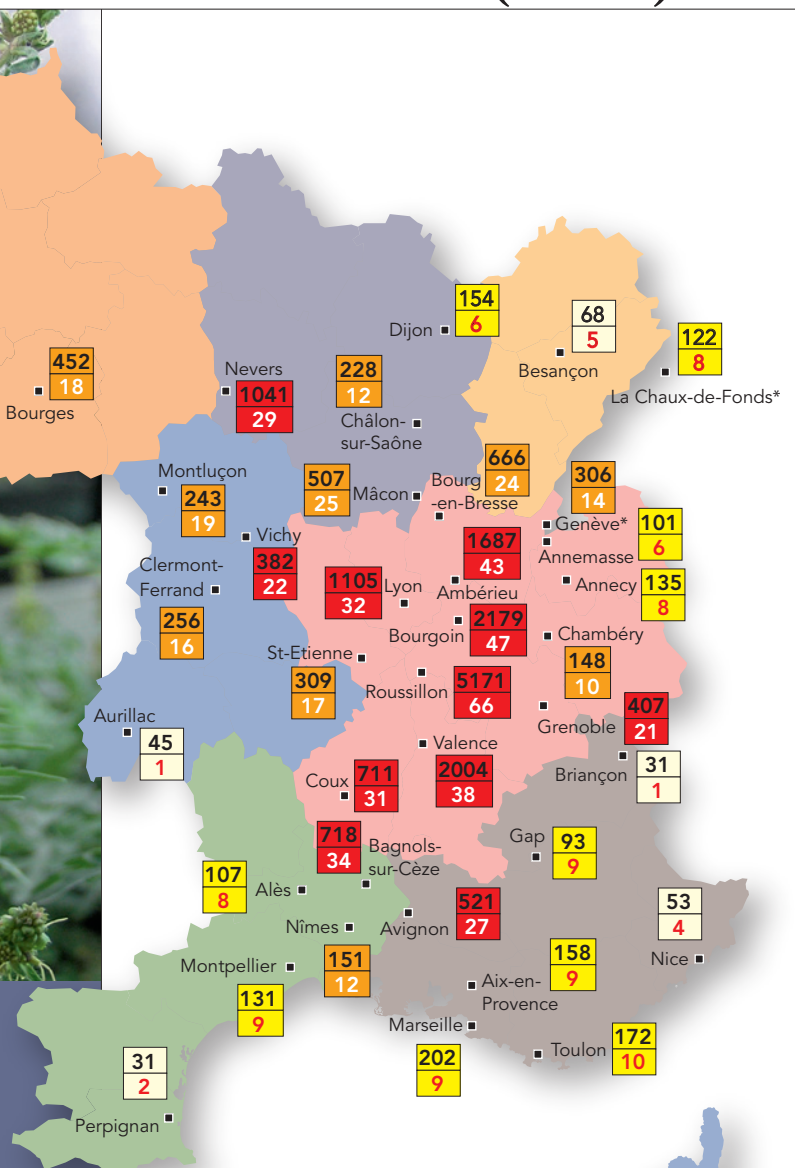 154
6
Dijon
68
5
Besançon
122
8
La Chaux-de-Fonds*
452
18
Bourges
Nevers
1041
29
228
12
Châlon-
sur-Saône
Montluçon
243
19
507
25
Mâcon
Bourg
-en-Bresse
666
24
306
14
Genève*
Annemasse
101
6
Vichy
382
22
Clermont-
Ferrand
256
16
1105
32
Lyon
1687
43
Ambérieu
Annecy
135
8
Bourgoin
2179
47
Chambéry
148
10
St-Etienne
309
17
Roussillon
5171
66
Grenoble
407
21
Aurillac
45
1
Valence
2004
38
Briançon
31
1
Coux
711
31
718
34
Bagnols-
sur-Cèze
Gap
93
9
107
8
Alès
Nîmes
151
12
Avignon
521
27
53
4
Nice
Montpellier
131
9
Aix-en-
Provence
158
9
Marseille
202
9
Toulon
172
10
31
2
Perpignan